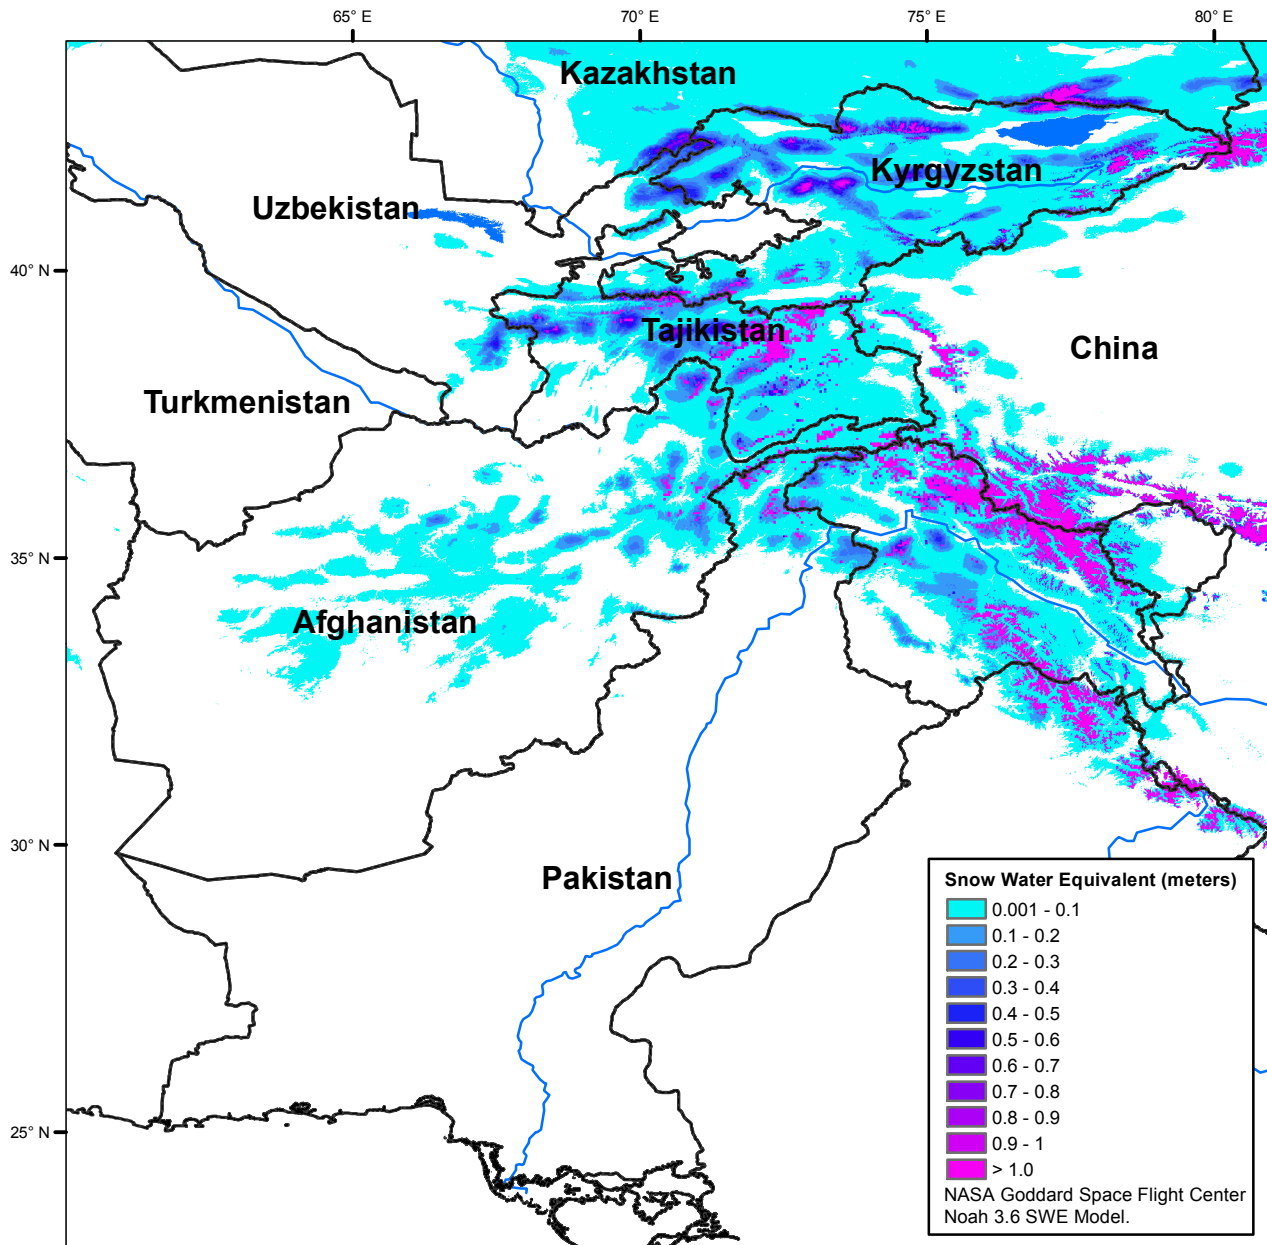 65° E
70° E
75° E
80° E
Kazakhstan
Kyrgyzstan
Uzbekistan
40° N
Tajikistan
China
Turkmenistan
35° N
Afghanistan
30° N
Pakistan
Snow Water Equivalent (meters)
0.001 - 0.1
0.1 - 0.2
0.2 - 0.3
0.3 - 0.4
0.4 - 0.5
0.5 - 0.6
0.6 - 0.7
0.7 - 0.8
0.8 - 0.9
0.9 - 1
> 1.0
NASA Goddard Space Flight Center
Noah 3.6 SWE Model.
25° N